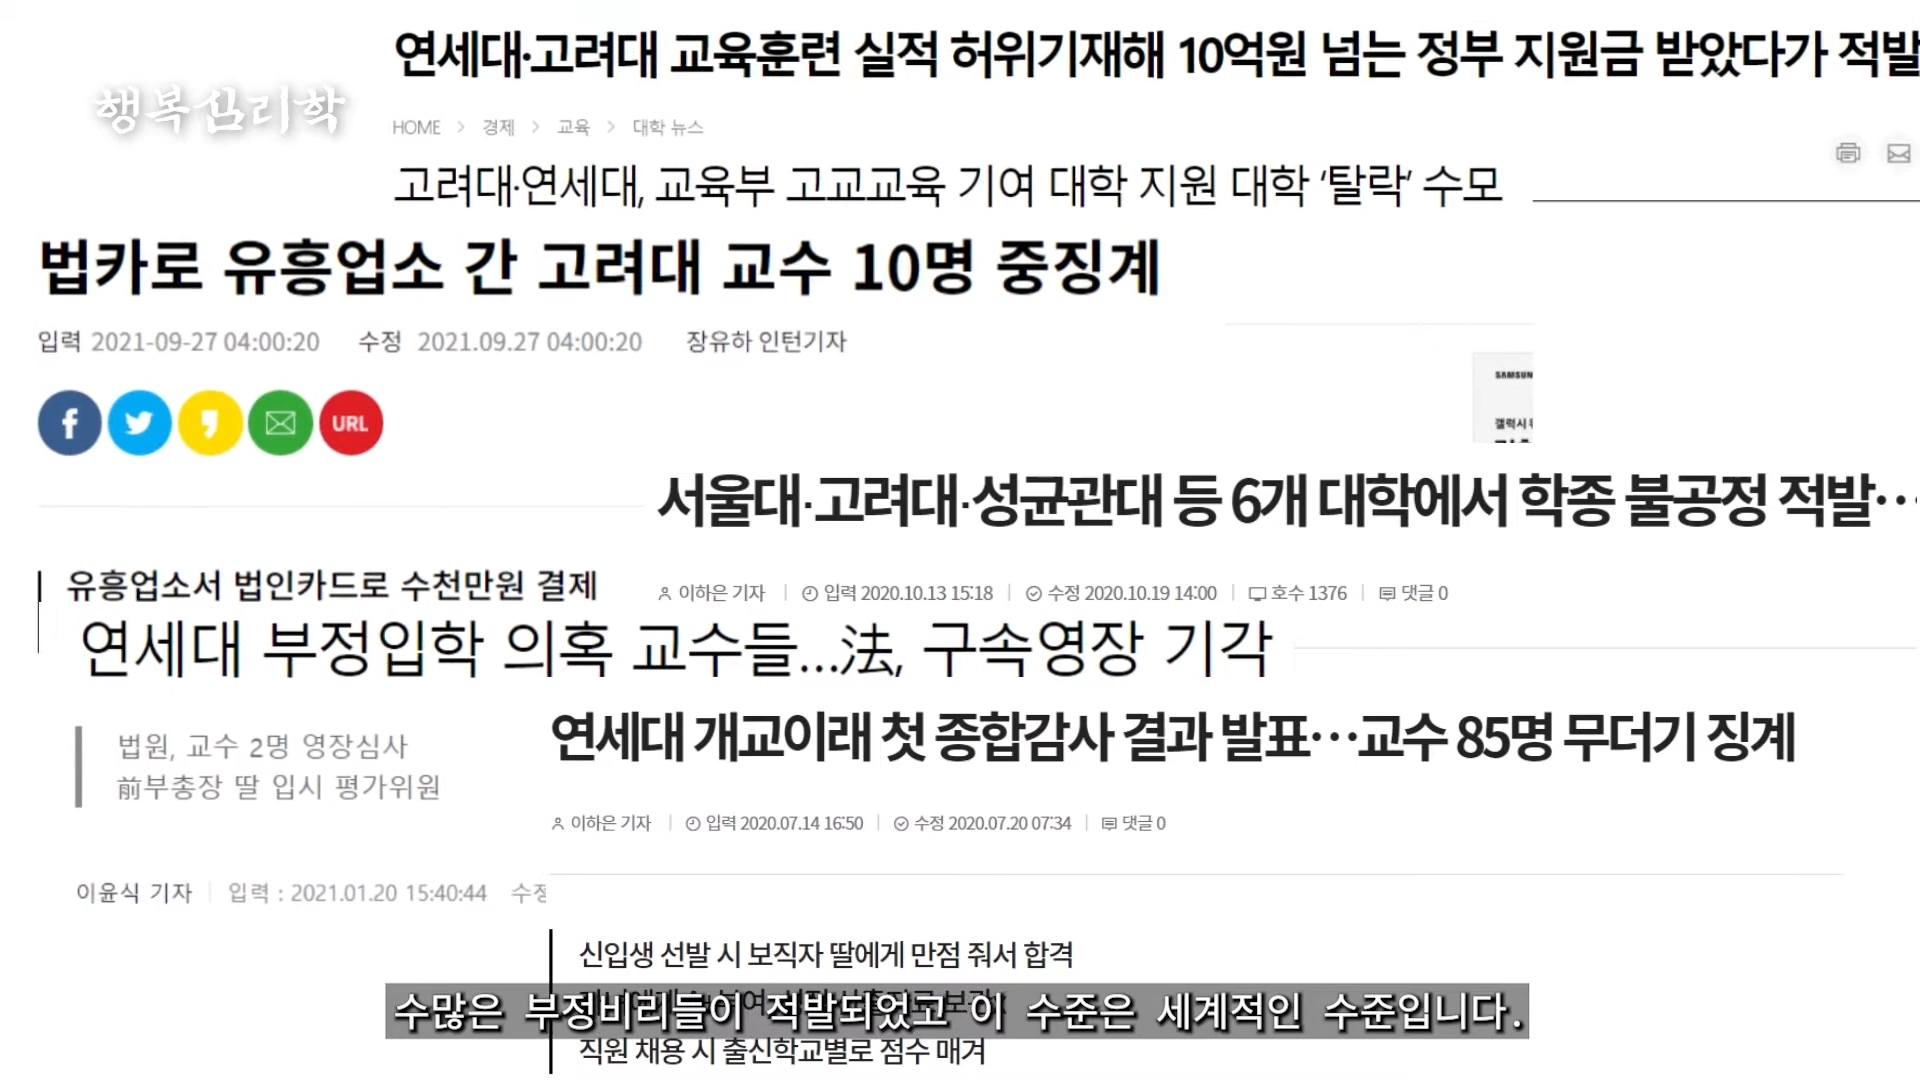 연세대·고려대 교육훈련 실적 허위기재해 10억원 넘는 정부 지원금 받았다가 적발
행복심리학
HOME > 경제 > 교육 > 대학 뉴스
고려대·연세대, 교육부 고교교육 기여 대학 지원 대학 ‘탈락’ 수모
법카로 유흥업소 간 고려대 교수 10명 중징계
입력 2021-09-27 04:00:20 수정 2021.09.27 04:00:20 장유하 인턴기자
SAMSUN
갤럭시
URL
서울대·고려대·성균관대 등 6개 대학에서 학종 불공정 적발…
유흥업소서 법인카드로 수천만원 결제
이하은 기자 | 입력 2020.10.13 15:18 | 수정 2020.10.19 14:00 | 호수 1376 | 댓글 0
연세대 부정입학 의혹 교수들…法, 구속영장 기각
법원, 교수 2명 영장심사
前부총장 딸 입시 평가위원
연세대 개교이래 첫 종합감사 결과 발표…교수 85명 무더기 징계
이하은 기자 | 입력 2020.07.14 16:50 | 수정 2020.07.20 07:34 | 댓글 0
이윤식 기자 | 입력 : 2021.01.20 15:40:44 수정
신입생 선발 시 보직자 딸에게 만점 줘서 합격
수많은 부정비리들이 적발되었고 이 수준은 세계적인 수준입니다.
직원 채용 시 출신학교별로 점수 매겨